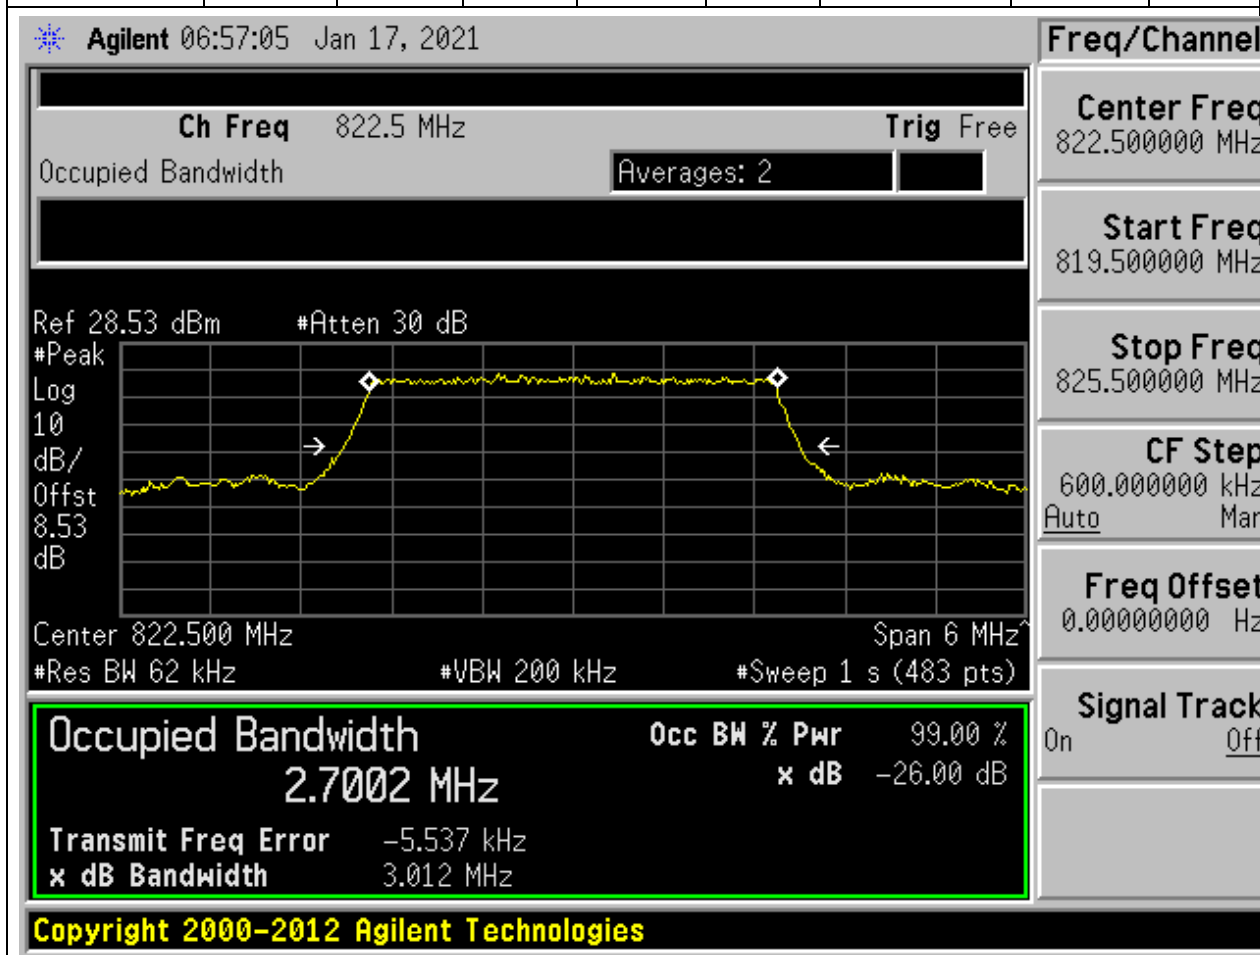 Agilent 06:57:05 Jan 17, 2021
Freq/Channel
Ch Freq 822.5 MHz Trig Free
Occupied Bandwidth Averages: 2
Center Freq
822.500000 MHz
Start Freq
819.500000 MHz
Stop Freq
825.500000 MHz
CF Step
600.000000 kHz
Auto Man
Freq Offset
0.00000000 Hz
Signal Track
On Off
Ref 28.53 dBm #Atten 30 dB
#Peak
Log
10
dB/
Offst
8.53
dB
Center 822.500 MHz Span 6 MHz^
#Res BW 62 kHz #VBW 200 kHz #Sweep 1 s (483 pts)
Occupied Bandwidth
2.7002 MHz
Occ BW % Pwr 99.00 %
x dB -26.00 dB
Transmit Freq Error -5.537 kHz
x dB Bandwidth 3.012 MHz
Copyright 2000-2012 Agilent Technologies